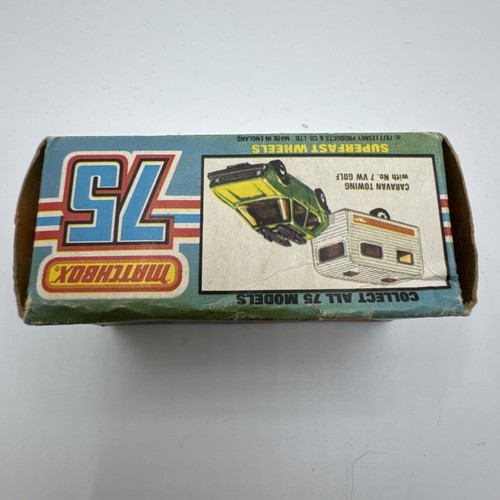 MATCHBOX
75
COLLECT ALL 75 MODELS
CARAVAN TOWING
with No. 7 VW GOLF
SUPERFAST WHEELS
© 1977 LESNEY PRODUCTS & CO LTD MADE IN ENGLAND